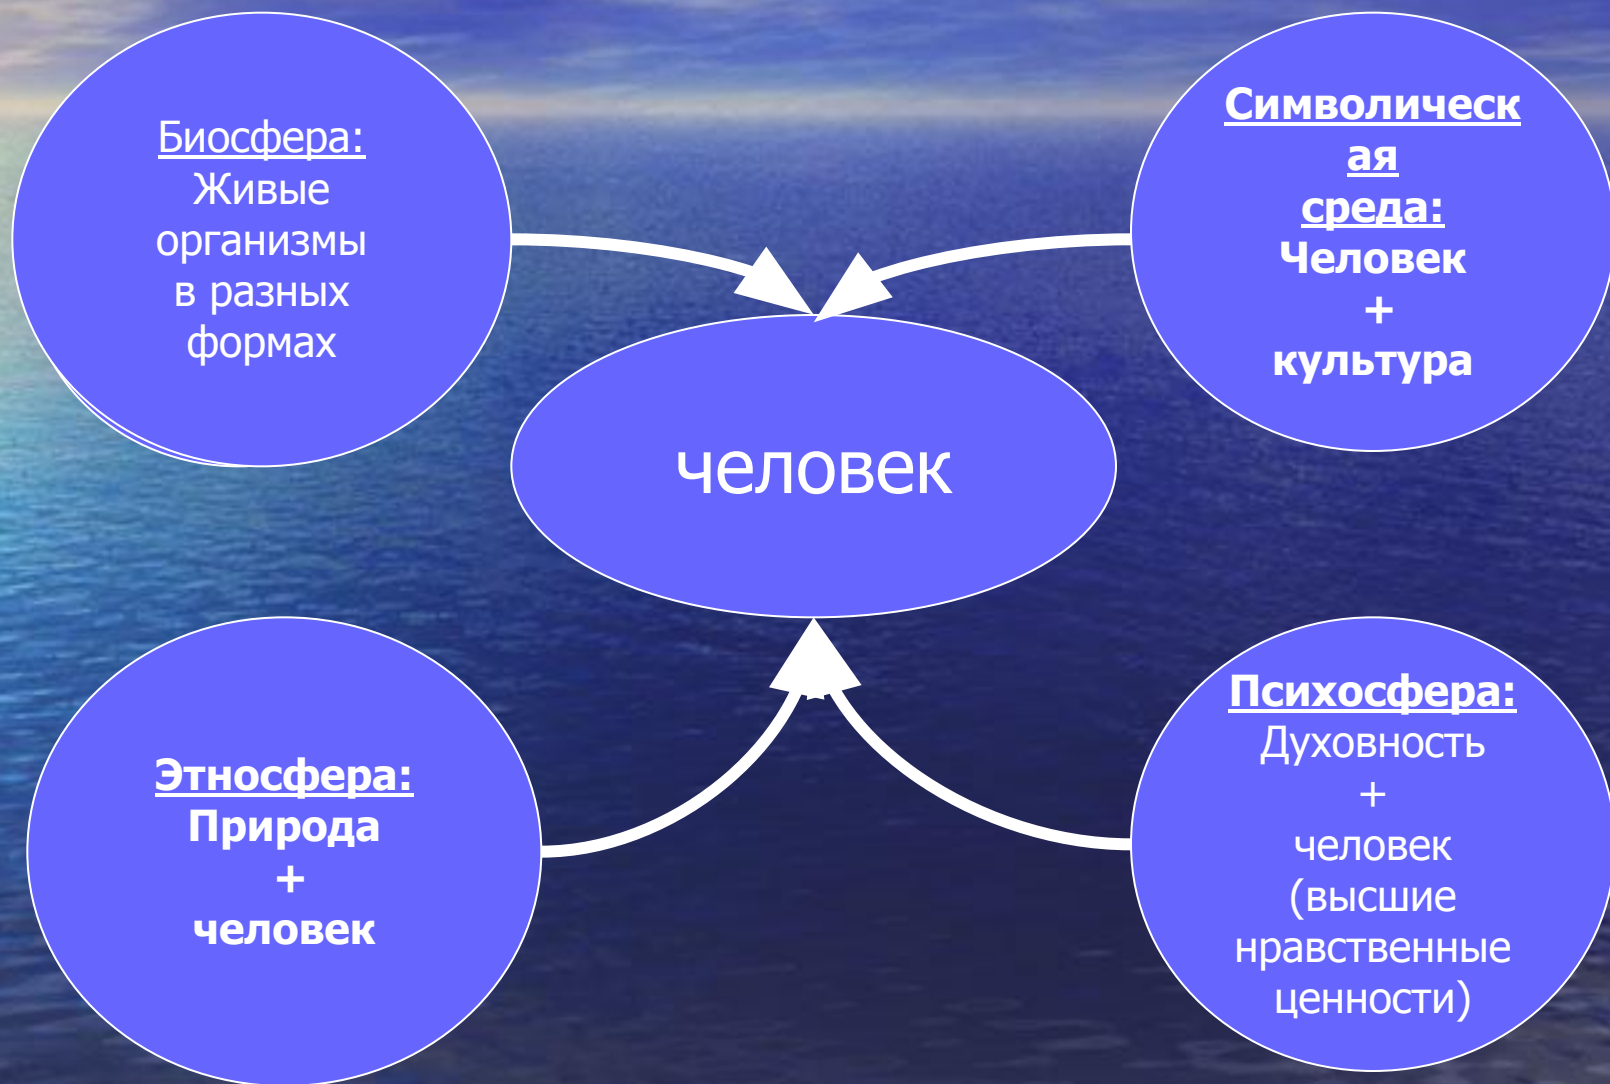 Биосфера:
Живые
организмы
в разных
формах
Символическ
ая
среда:
Человек
+
культура
человек
Этносфера:
Природа
+
человек
Психосфера:
Духовность
+
человек
(высшие
нравственные
ценности)